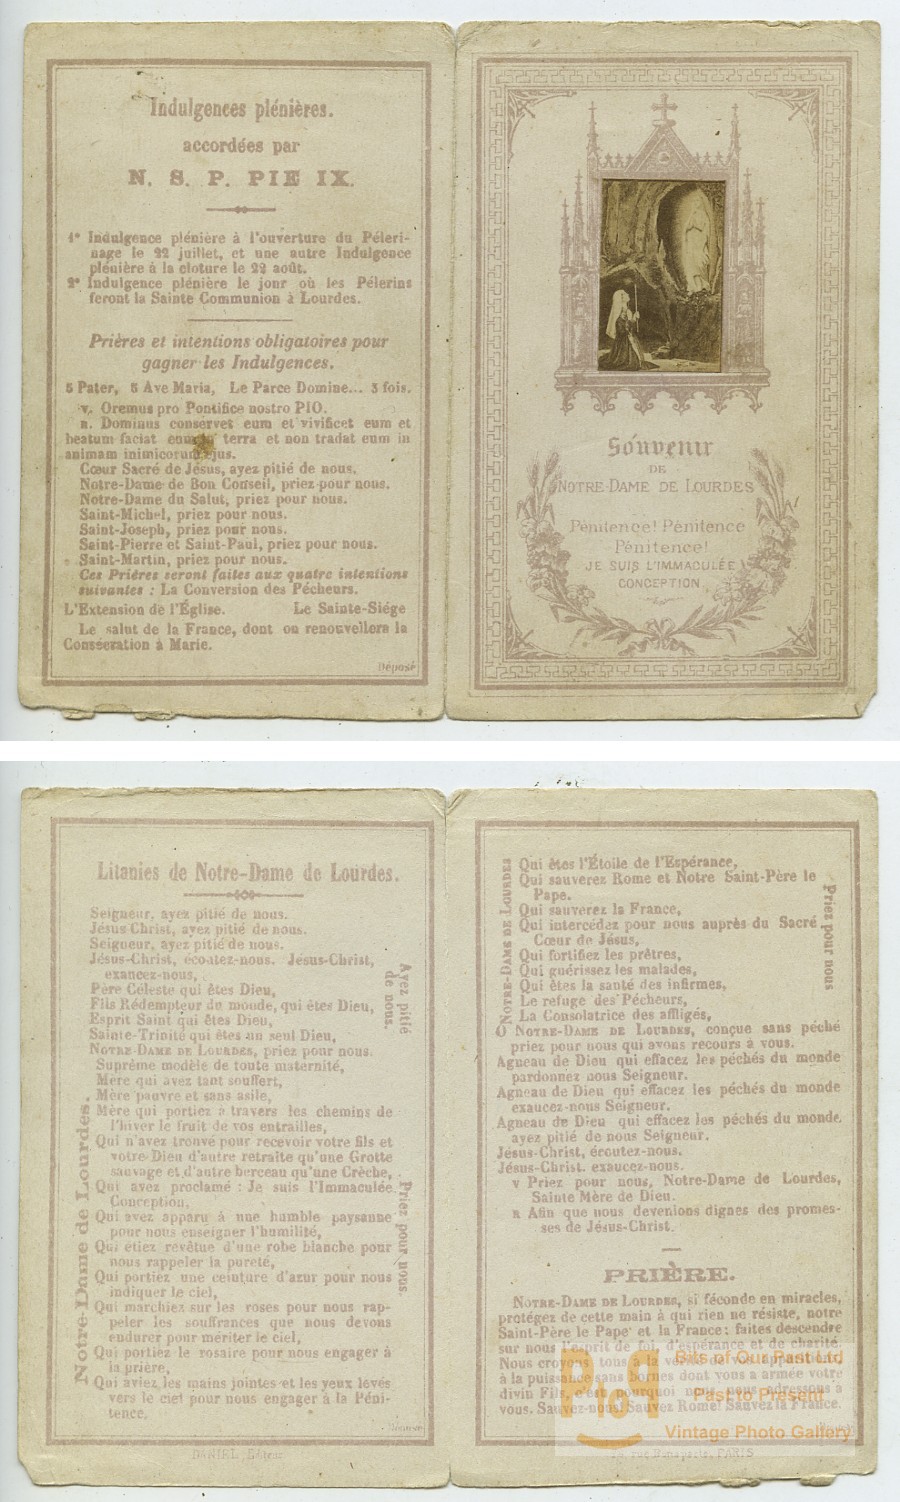 Indulgences plénières.
accordées par
N. S. P. PIE IX.
1º Indulgence plénière à l'ouverture du Péleri-
nage le 22 juillet, et une autre Indulgence
plénière à la cloture le 22 août.
2º Indulgence plénière le jour où les Pélerins
feront la Sainte Communion à Lourdes.
Prières et intentions obligatoires pour
gagner les Indulgences.
5 Pater, 5 Ave Maria, Le Parce Domine... 3 fois.
v. Oremus pro Pontifice nostro PIO.
R. Dominus conservet eum et vivificet eum et
beatum faciat eum in terra et non tradat eum in
animam inimicorum ejus.
Cœur Sacré de Jésus, ayez pitié de nous.
Notre-Dame de Bon Conseil, priez pour nous.
Notre-Dame du Salut, priez pour nous.
Saint-Michel, priez pour nous.
Saint-Joseph, priez pour nous.
Saint-Pierre et Saint-Paul, priez pour nous.
Saint-Martin, priez pour nous.
Ces Prières seront faites aux quatre intentions
suivantes : La Conversion des Pécheurs.
L'Extension de l'Église. Le Sainte-Siége
Le salut de la France, dont on renouvellera la
Consécration à Marie.
Déposé
Souvenir
DE
NOTRE-DAME DE LOURDES
Pénitence! Pénitence
Pénitence!
JE SUIS L'IMMACULÉE
CONCEPTION
Litanies de Notre-Dame de Lourdes.
Seigneur, ayez pitié de nous.
Jésus-Christ, ayez pitié de nous.
Seigneur, ayez pitié de nous.
Jésus-Christ, écoutez-nous. Jésus-Christ,
exaucez-nous,
Père Céleste qui êtes Dieu,
Fils Rédempteur du monde, qui êtes Dieu,
Esprit Saint qui êtes Dieu,
Sainte-Trinité qui êtes un seul Dieu,
Ayez pitié
de nous.
NOTRE-DAME DE LOURDES, priez pour nous.
Suprême modèle de toute maternité,
Mère qui avez tant souffert,
Mère pauvre et sans asile,
Mère qui portiez à travers les chemins de
l'hiver le fruit de vos entrailles,
Qui n'avez trouvé pour recevoir votre fils et
votre Dieu d'autre retraite qu'une Grotte
sauvage et d'autre berceau qu'une Crèche,
Qui avez proclamé : Je suis l'Immaculée
Conception,
Qui avez apparu à une humble paysanne
pour nous enseigner l'humilité,
Qui étiez revêtue d'une robe blanche pour
nous rappeler la pureté,
Qui portiez une ceinture d'azur pour nous
indiquer le ciel,
Qui marchiez sur les roses pour nous rap-
peler les souffrances que nous devons
endurer pour mériter le ciel,
Qui portiez le rosaire pour nous engager à
la prière,
Qui aviez les mains jointes et les yeux levés
vers le ciel pour nous engager à la Péni-
tence,
Notre-Dame de Lourdes.
Priez pour nous.
DANIEL, Éditeur
NOTRE-DAME DE LOURDES
Qui êtes l'Étoile de l'Espérance,
Qui sauverez Rome et Notre Saint-Père le
Pape.
Qui sauverez la France,
Qui intercédez pour nous auprès du Sacré
Cœur de Jésus,
Qui fortifiez les prêtres,
Qui guérissez les malades,
Qui êtes la santé des infirmes,
Le refuge des Pécheurs,
La Consolatrice des affligés,
Priez pour nous
O NOTRE-DAME DE LOURDES, conçue sans péché
priez pour nous qui avons recours à vous.
Agneau de Dieu qui effacez les péchés du monde
pardonnez nous Seigneur.
Agneau de Dieu qui effacez les péchés du monde
exaucez-nous Seigneur.
Agneau de Dieu qui effacez les péchés du monde.
ayez pitié de nous Seigneur.
Jésus-Christ, écoutez-nous.
Jésus-Christ. exaucez-nous.
v Priez pour nous, Notre-Dame de Lourdes,
Sainte Mère de Dieu.
R Afin que nous devenions dignes des promes-
ses de Jésus-Christ.
PRIÈRE.
NOTRE-DAME DE LOURDES, si féconde en miracles,
protégez de cette main à qui rien ne résiste, notre
Saint-Père le Pape et la France : faites descendre
sur nous l'esprit de foi, d'espérance et de charité.
Nous croyons tous
à la puissance sans bornes dont vous a armée votre
divin Fils nous nous adressons à
vous. Sauvez-nous! Sauvez Rome! Sauvez la France.
rue Bonaparte, PARIS
PoP
Bits of Our Past Ltd
Past to Present
Vintage Photo Gallery